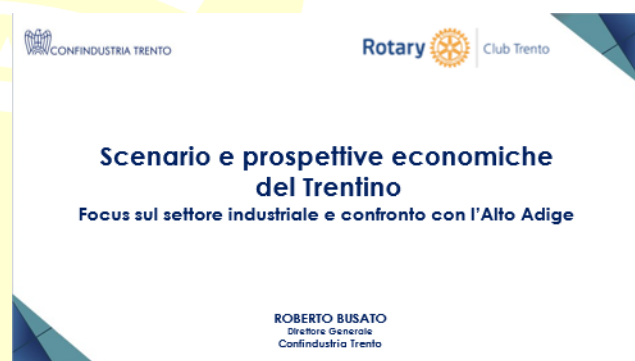 CONFINDUSTRIA TRENTO
Rotary Club Trento
Scenario e prospettive economiche
del Trentino
Focus sul settore industriale e confronto con l'Alto Adige
ROBERTO BUSATO
Direttore Generale
Confindustria Trento